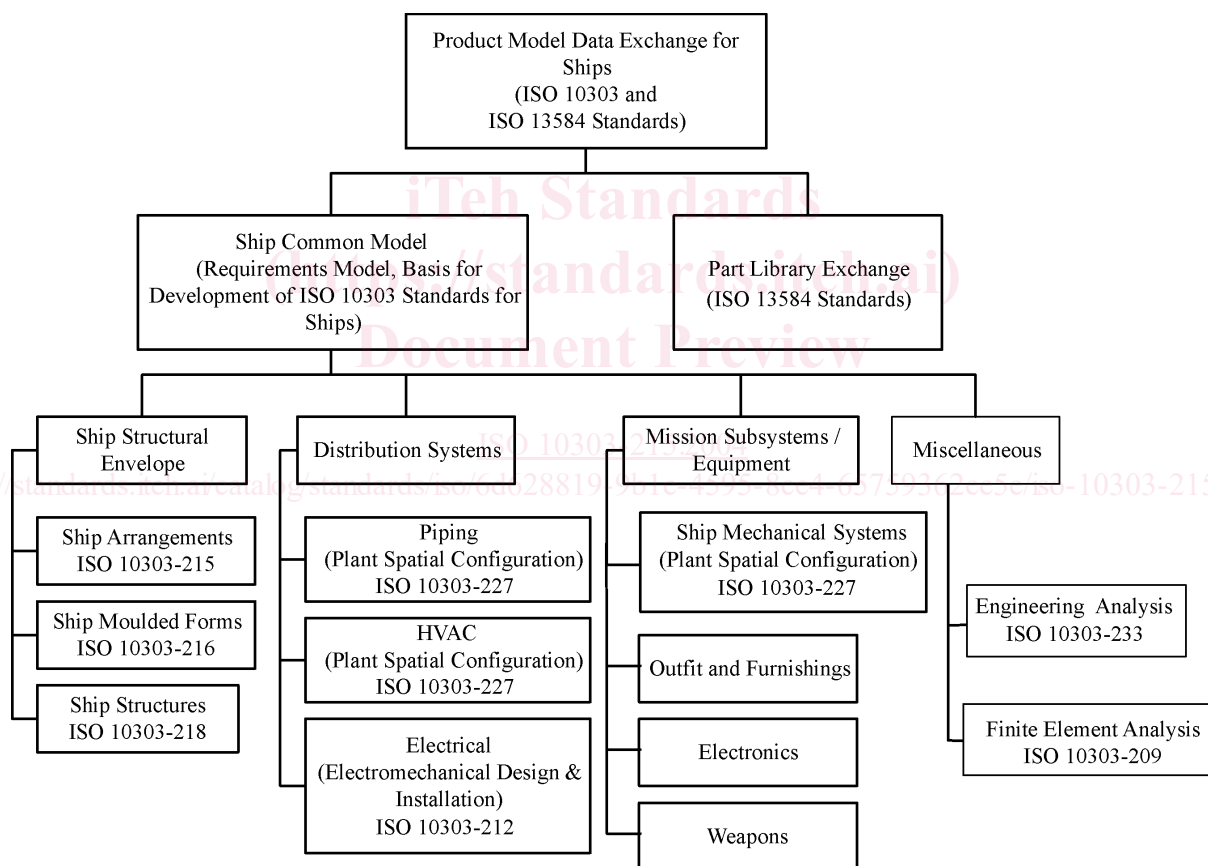 Product Model Data Exchange for
Ships
(ISO 10303 and
ISO 13584 Standards)
iTeh Standards
(https://standards.iteh.ai)
Document Preview
Ship Common Model
(Requirements Model, Basis for
Development of ISO 10303 Standards for
Ships)
Part Library Exchange
(ISO 13584 Standards)
Ship Structural
Envelope
Distribution Systems
Mission Subsystems /
Equipment
Miscellaneous
ISO 10303-215:2004
Ship Arrangements
ISO 10303-215
Ship Moulded Forms
ISO 10303-216
Ship Structures
ISO 10303-218
Piping
(Plant Spatial Configuration)
ISO 10303-227
HVAC
(Plant Spatial Configuration)
ISO 10303-227
Electrical
(Electromechanical Design &
Installation)
ISO 10303-212
Ship Mechanical Systems
(Plant Spatial Configuration)
ISO 10303-227
Outfit and Furnishings
Electronics
Weapons
Engineering Analysis
ISO 10303-233
Finite Element Analysis
ISO 10303-209